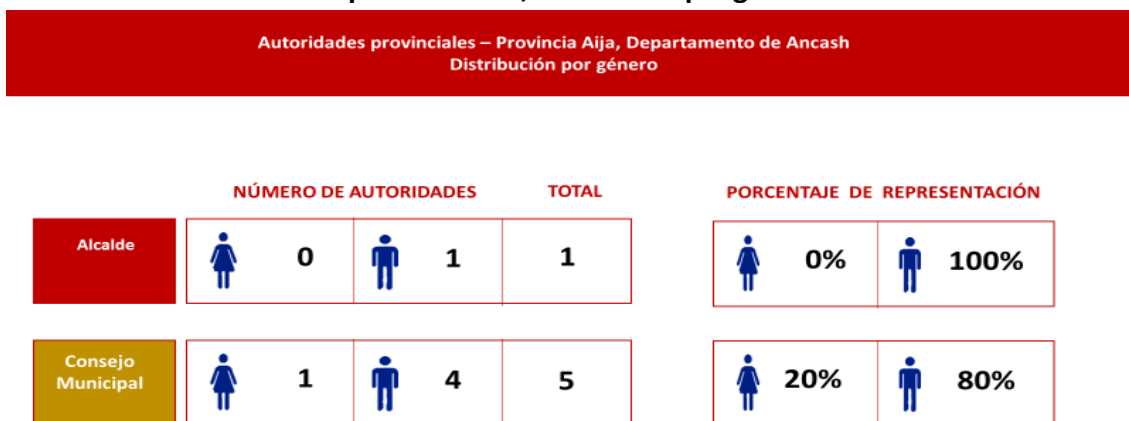 Autoridades provinciales – Provincia Aija, Departamento de Ancash
Distribución por género
NÚMERO DE AUTORIDADES TOTAL PORCENTAJE DE REPRESENTACIÓN
Alcalde 0 1 1 0% 100%
Consejo
Municipal 1 4 5 20% 80%